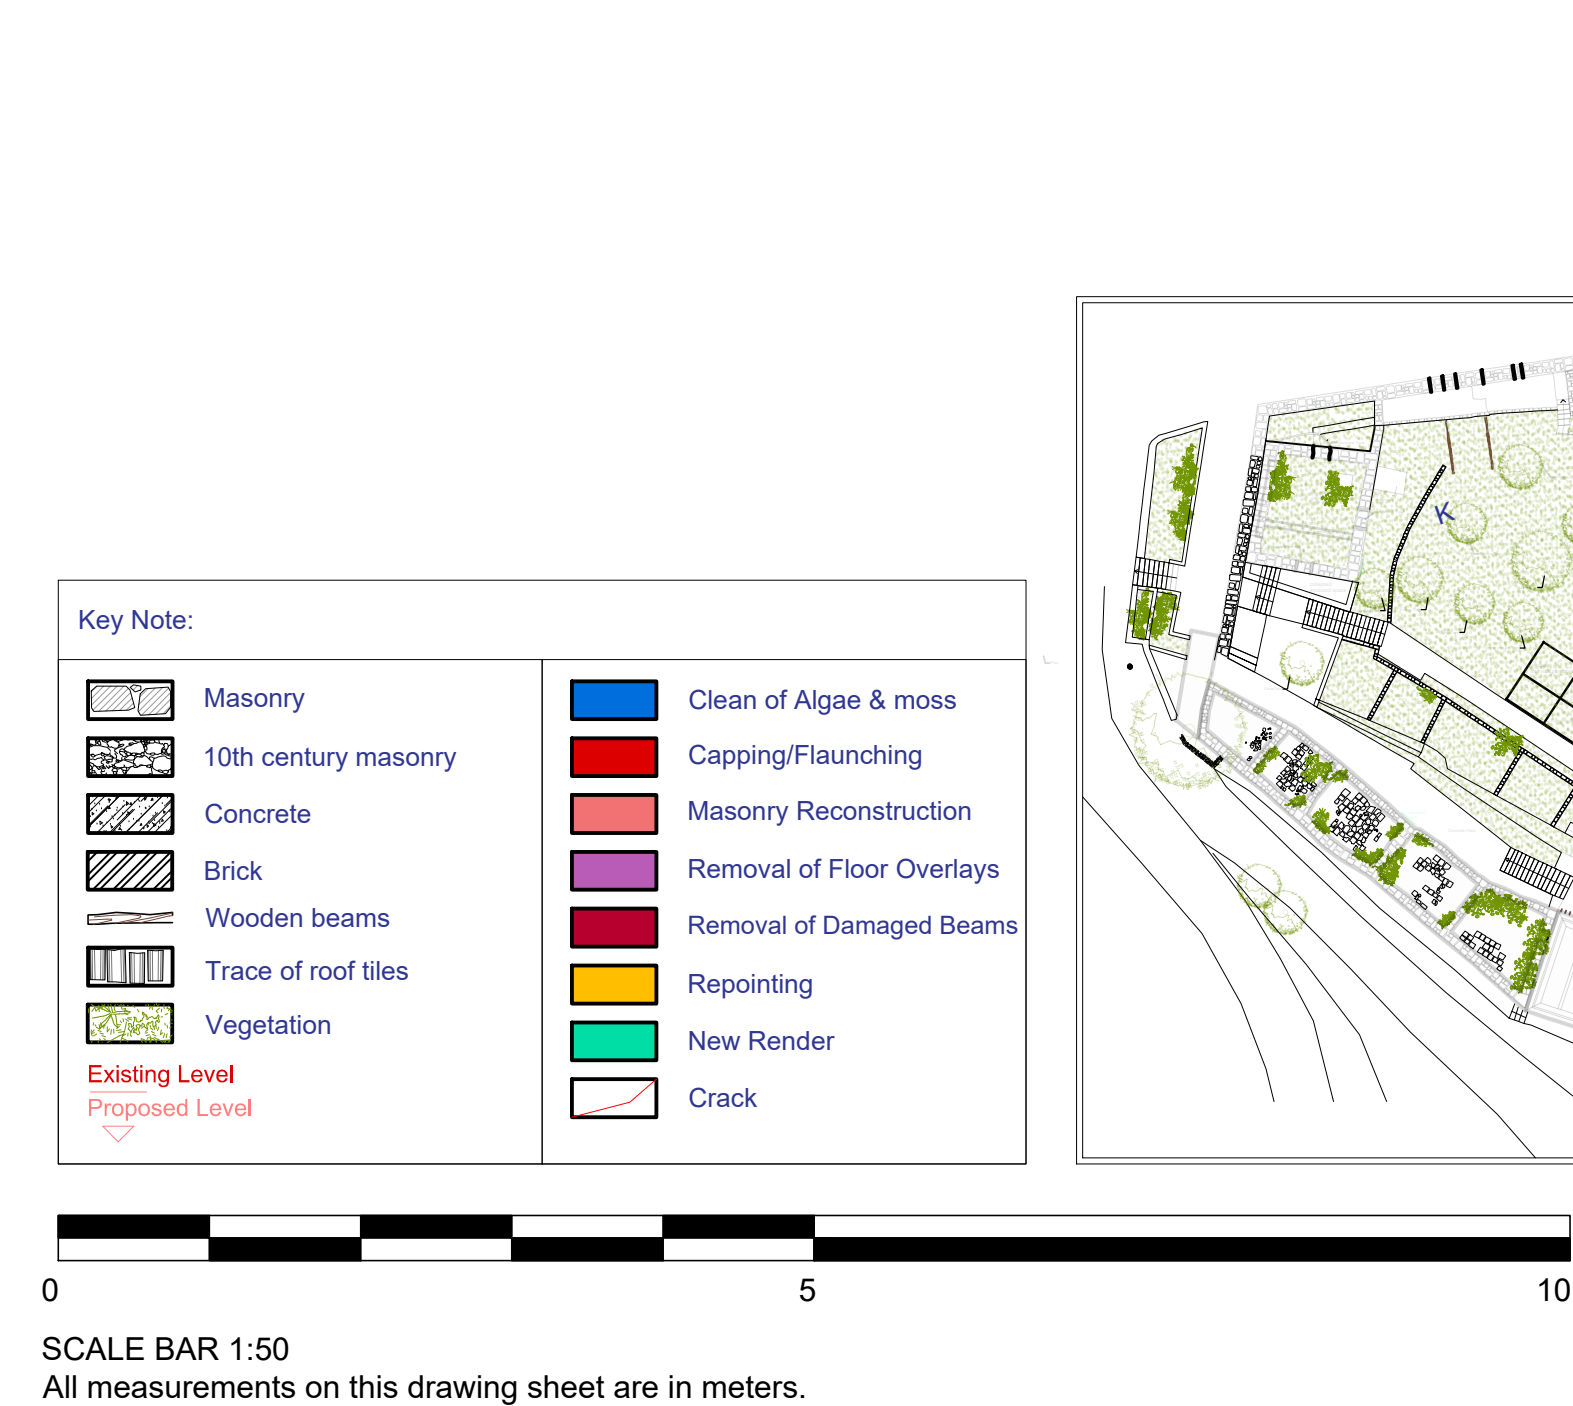 Key Note:
Masonry
10th century masonry
Concrete
Brick
Wooden beams
Trace of roof tiles
Vegetation
Existing Level
Proposed Level
Clean of Algae & moss
Capping/Flaunching
Masonry Reconstruction
Removal of Floor Overlays
Removal of Damaged Beams
Repointing
New Render
Crack
K
0 5 10
SCALE BAR 1:50
All measurements on this drawing sheet are in meters.